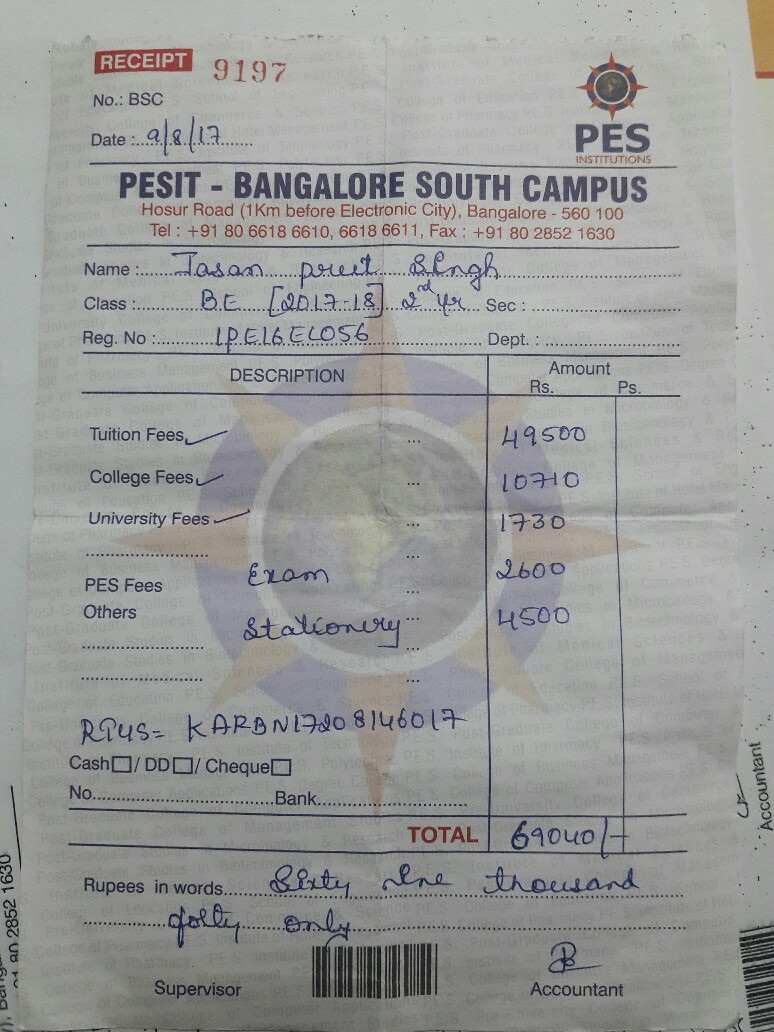 RECEIPT 9197
No.: BSC
Date : 9/8/17
PES
INSTITUTIONS
PESIT - BANGALORE SOUTH CAMPUS
Hosur Road (1Km before Electronic City), Bangalore - 560 100
Tel : +91 80 6618 6610, 6618 6611, Fax : +91 80 2852 1630
Name : Jasan preet Singh
Class : BE [2017-18] 2nd yr Sec :
Reg. No : 1PE16EC056 Dept. :
DESCRIPTION Amount
Rs. Ps.
Tuition Fees ... 49500
College Fees ... 10710
University Fees ... 1730
...
PES Fees Exam ... 2600
Others Stationery ... 4500
...
KARBN17208146017
Cash / DD / Cheque
No. Bank
TOTAL 69040/-
Rupees in words Sixty nine thousand
forty only
Supervisor Accountant
Accountant
80 2852 1630